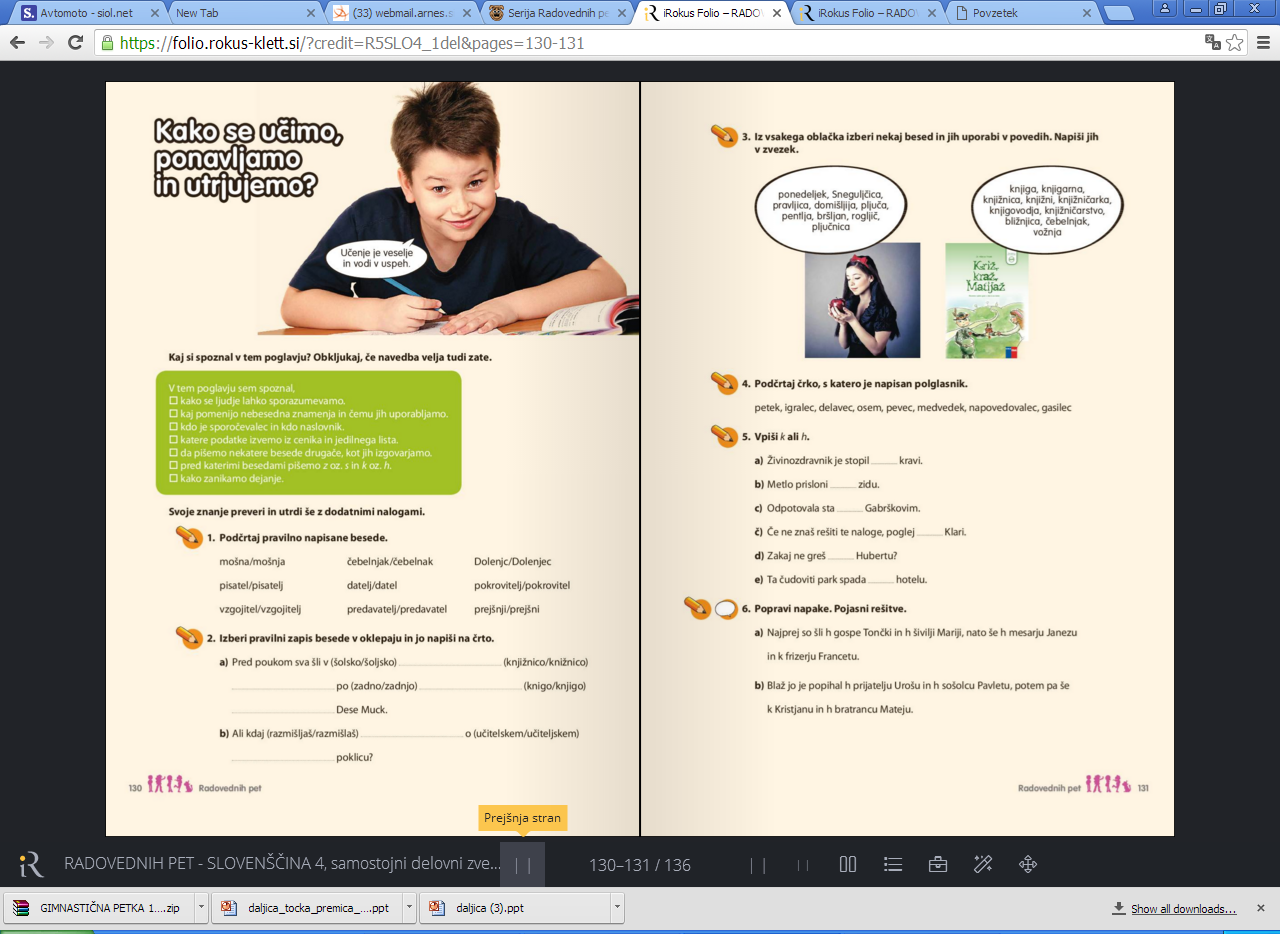 Avtomoto - siol.net
New Tab
(33) webmail.arnes.s
Serija Radovednih pe
iRokus Folio – RADOV
iRokus Folio – RADOV
Povzetek
https://folio.rokus-klett.si/?credit=R5SLO4_1del&pages=130-131
Kako se učimo,
ponavljamo
in utrjujemo?
Učenje je veselje
in vodi v uspeh.
Kaj si spoznal v tem poglavju? Obkljukaj, če navedba velja tudi zate.
V tem poglavju sem spoznal,
☐ kako se ljudje lahko sporazumevamo.
☐ kaj pomenijo nebesedna znamenja in čemu jih uporabljamo.
☐ kdo je sporočevalec in kdo naslovnik.
☐ katere podatke izvemo iz cenika in jedilnega lista.
☐ da pišemo nekatere besede drugače, kot jih izgovarjamo.
☐ pred katerimi besedami pišemo z oz. s in k oz. h.
☐ kako zanikamo dejanje.
Svoje znanje preveri in utrdi še z dodatnimi nalogami.
1. Podčrtaj pravilno napisane besede.
mošna/mošnja čebelnjak/čebelnak Dolenjc/Dolenjec
pisatel/pisatelj datelj/datel pokrovitelj/pokrovitel
vzgojitel/vzgojitelj predavatelj/predavatel prejšnji/prejšni
2. Izberi pravilni zapis besede v oklepaju in jo napiši na črto.
a) Pred poukom sva šli v (šolsko/šoljsko) ________ (knjižnico/knižnico)
________ po (zadno/zadnjo) ________ (knigo/knjigo)
________ Dese Muck.
b) Ali kdaj (razmišljaš/razmišlaš) ________ o (učitelskem/učiteljskem)
________ poklicu?
130 Radovednih pet
3. Iz vsakega oblačka izberi nekaj besed in jih uporabi v povedih. Napiši jih
v zvezek.
ponedeljek, Sneguljčica,
pravljica, domišljija, pljuča,
pentlja, bršljan, rogljič,
pljučnica
knjiga, knjigarna,
knjižnica, knjižni, knjižničarka,
knjigovodja, knjižničarstvo,
bližnjica, čebelnjak,
vožnja
Križ,
kraž,
Matijaž
4. Podčrtaj črko, s katero je napisan polglasnik.
petek, igralec, delavec, osem, pevec, medvedek, napovedovalec, gasilec
5. Vpiši k ali h.
a) Živinozdravnik je stopil _____ kravi.
b) Metlo prisloni _____ zidu.
c) Odpotovala sta _____ Gabrškovim.
č) Če ne znaš rešiti te naloge, poglej _____ Klari.
d) Zakaj ne greš _____ Hubertu?
e) Ta čudoviti park spada _____ hotelu.
6. Popravi napake. Pojasni rešitve.
a) Najprej so šli h gospe Tončki in h šivilji Mariji, nato še h mesarju Janezu
in k frizerju Francetu.
b) Blaž jo je popihal h prijatelju Urošu in h sošolcu Pavletu, potem pa še
k Kristjanu in h bratrancu Mateju.
Radovednih pet 131
Prejšnja stran
RADOVEDNIH PET - SLOVENŠČINA 4, samostojni delovni zve...
130–131 / 136
GIMNASTIČNA PETKA 1....zip
daljica_tocka_premica_....ppt
daljica (3).ppt
Show all downloads...